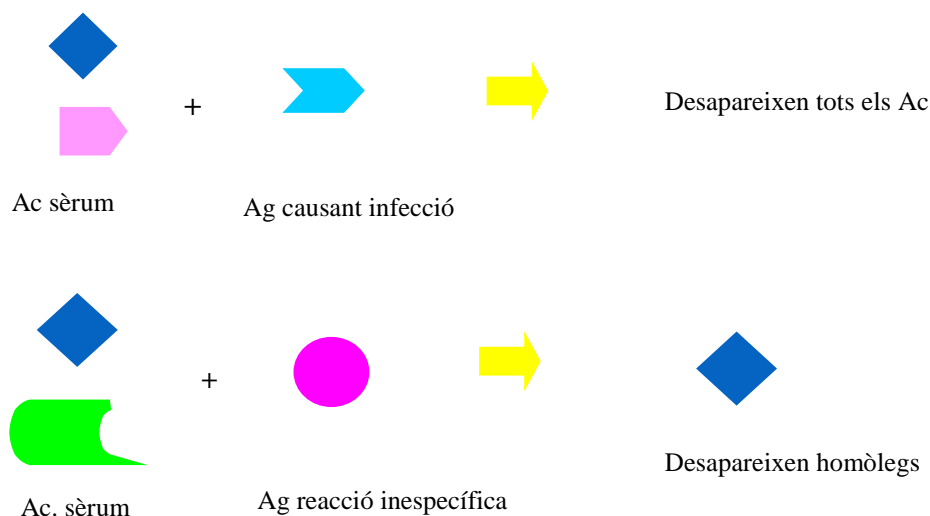 +
Desapareixen tots els Ac
Ac sèrum
Ag causant infecció
+
Desapareixen homòlegs
Ac. sèrum
Ag reacció inespecífica